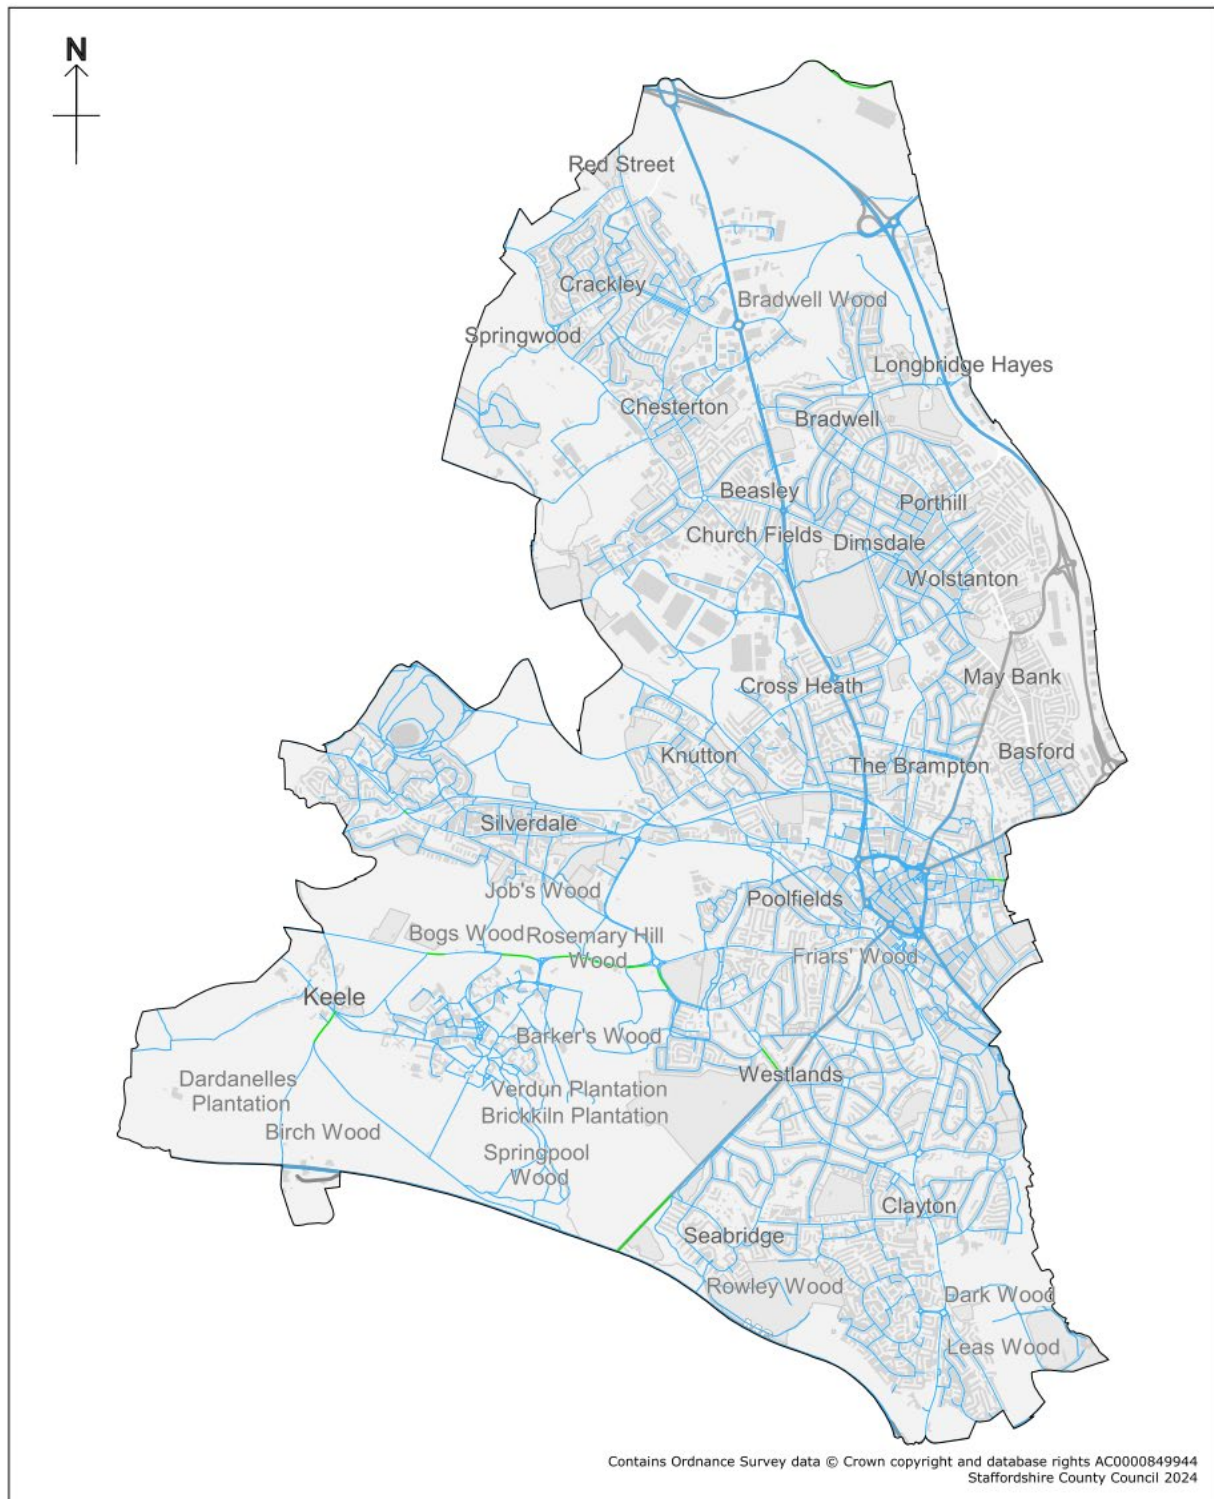 N
Red Street
Crackley
Bradwell Wood
Springwood
Longbridge Hayes
Chesterton
Bradwell
Beasley
Porthill
Church Fields
Dimsdale
Wolstanton
May Bank
Cross Heath
Basford
Knutton
The Brampton
Silverdale
Job's Wood
Poolfields
Bogs Wood
Rosemary Hill
Wood
Friars' Wood
Keele
Barker's Wood
Westlands
Dardanelles
Plantation
Verdun Plantation
Brickkiln Plantation
Birch Wood
Springpool
Wood
Clayton
Seabridge
Rowley Wood
Dark Wood
Leas Wood
Contains Ordnance Survey data © Crown copyright and database rights AC0000849944
Staffordshire County Council 2024